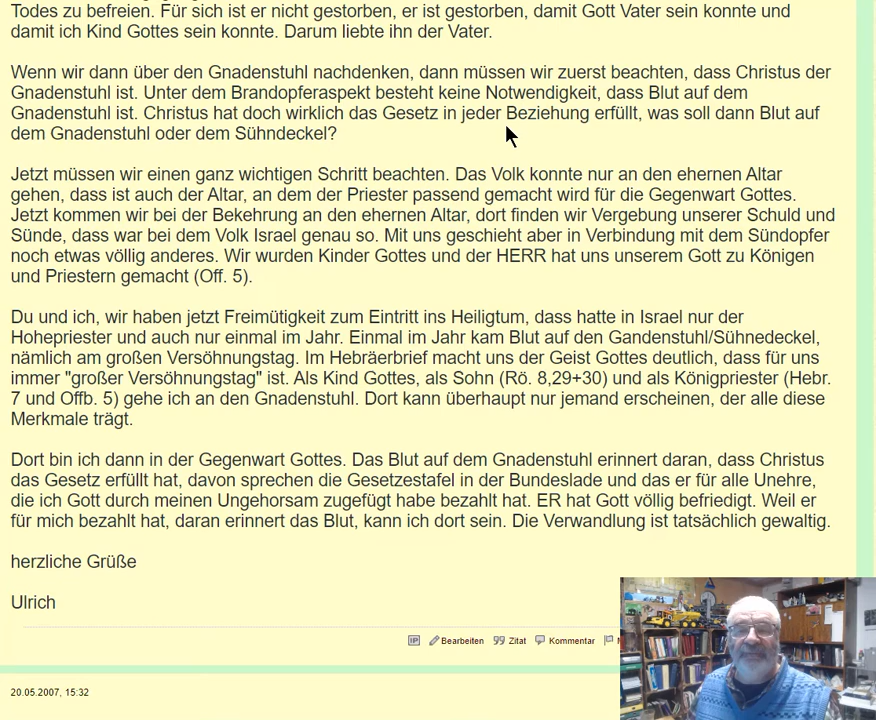 Todes zu befreien. Für sich ist er nicht gestorben, er ist gestorben, damit Gott Vater sein konnte und
damit ich Kind Gottes sein konnte. Darum liebte ihn der Vater.
Wenn wir dann über den Gnadenstuhl nachdenken, dann müssen wir zuerst beachten, dass Christus der
Gnadenstuhl ist. Unter dem Brandopferaspekt besteht keine Notwendigkeit, dass Blut auf dem
Gnadenstuhl ist. Christus hat doch wirklich das Gesetz in jeder Beziehung erfüllt, was soll dann Blut auf
dem Gnadenstuhl oder dem Sühndeckel?
Jetzt müssen wir einen ganz wichtigen Schritt beachten. Das Volk konnte nur an den ehernen Altar
gehen, dass ist auch der Altar, an dem der Priester passend gemacht wird für die Gegenwart Gottes.
Jetzt kommen wir bei der Bekehrung an den ehernen Altar, dort finden wir Vergebung unserer Schuld und
Sünde, dass war bei dem Volk Israel genau so. Mit uns geschieht aber in Verbindung mit dem Sündopfer
noch etwas völlig anderes. Wir wurden Kinder Gottes und der HERR hat uns unserem Gott zu Königen
und Priestern gemacht (Off. 5).
Du und ich, wir haben jetzt Freimütigkeit zum Eintritt ins Heiligtum, dass hatte in Israel nur der
Hohepriester und auch nur einmal im Jahr. Einmal im Jahr kam Blut auf den Gandenstuhl/Sühnedeckel,
nämlich am großen Versöhnungstag. Im Hebräerbrief macht uns der Geist Gottes deutlich, dass für uns
immer "großer Versöhnungstag" ist. Als Kind Gottes, als Sohn (Rö. 8,29+30) und als Königpriester (Hebr.
7 und Offb. 5) gehe ich an den Gnadenstuhl. Dort kann überhaupt nur jemand erscheinen, der alle diese
Merkmale trägt.
Dort bin ich dann in der Gegenwart Gottes. Das Blut auf dem Gnadenstuhl erinnert daran, dass Christus
das Gesetz erfüllt hat, davon sprechen die Gesetzestafel in der Bundeslade und das er für alle Unehre,
die ich Gott durch meinen Ungehorsam zugefügt habe bezahlt hat. ER hat Gott völlig befriedigt. Weil er
für mich bezahlt hat, daran erinnert das Blut, kann ich dort sein. Die Verwandlung ist tatsächlich gewaltig.
herzliche Grüße
Ulrich
IP Bearbeiten Zitat Kommentar
20.05.2007, 15:32